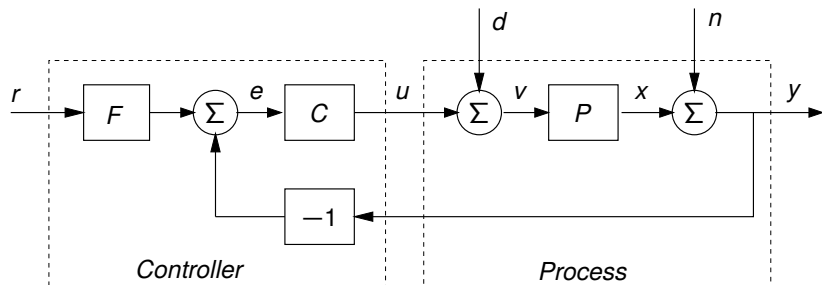 d
n
r
F
Σ
e
C
u
Σ
v
P
x
Σ
y
−1
Controller
Process